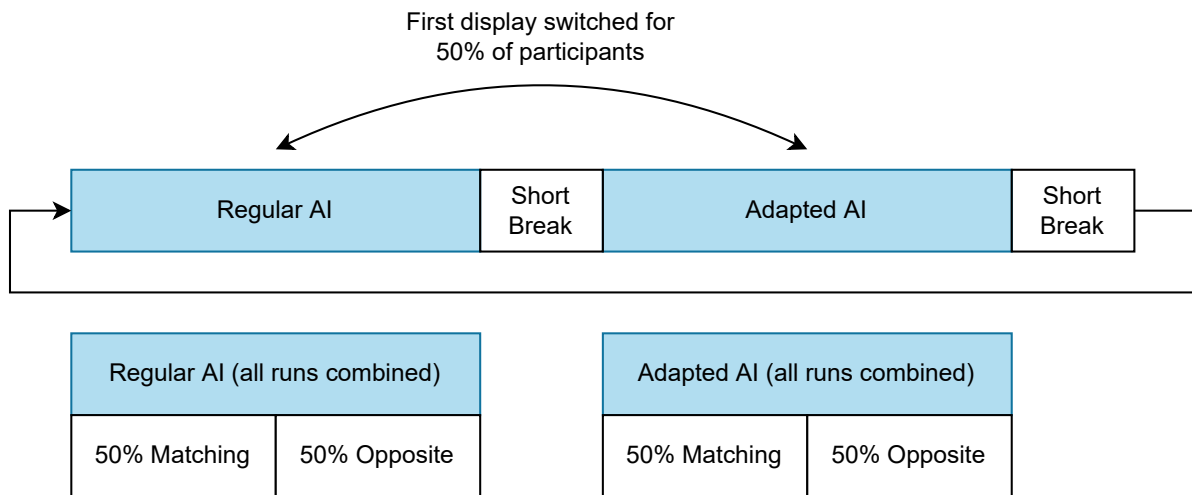 First display switched for
50% of participants
Regular AI
Short
Break
Adapted AI
Short
Break
Regular AI (all runs combined)
Adapted AI (all runs combined)
50% Matching
50% Opposite
50% Matching
50% Opposite